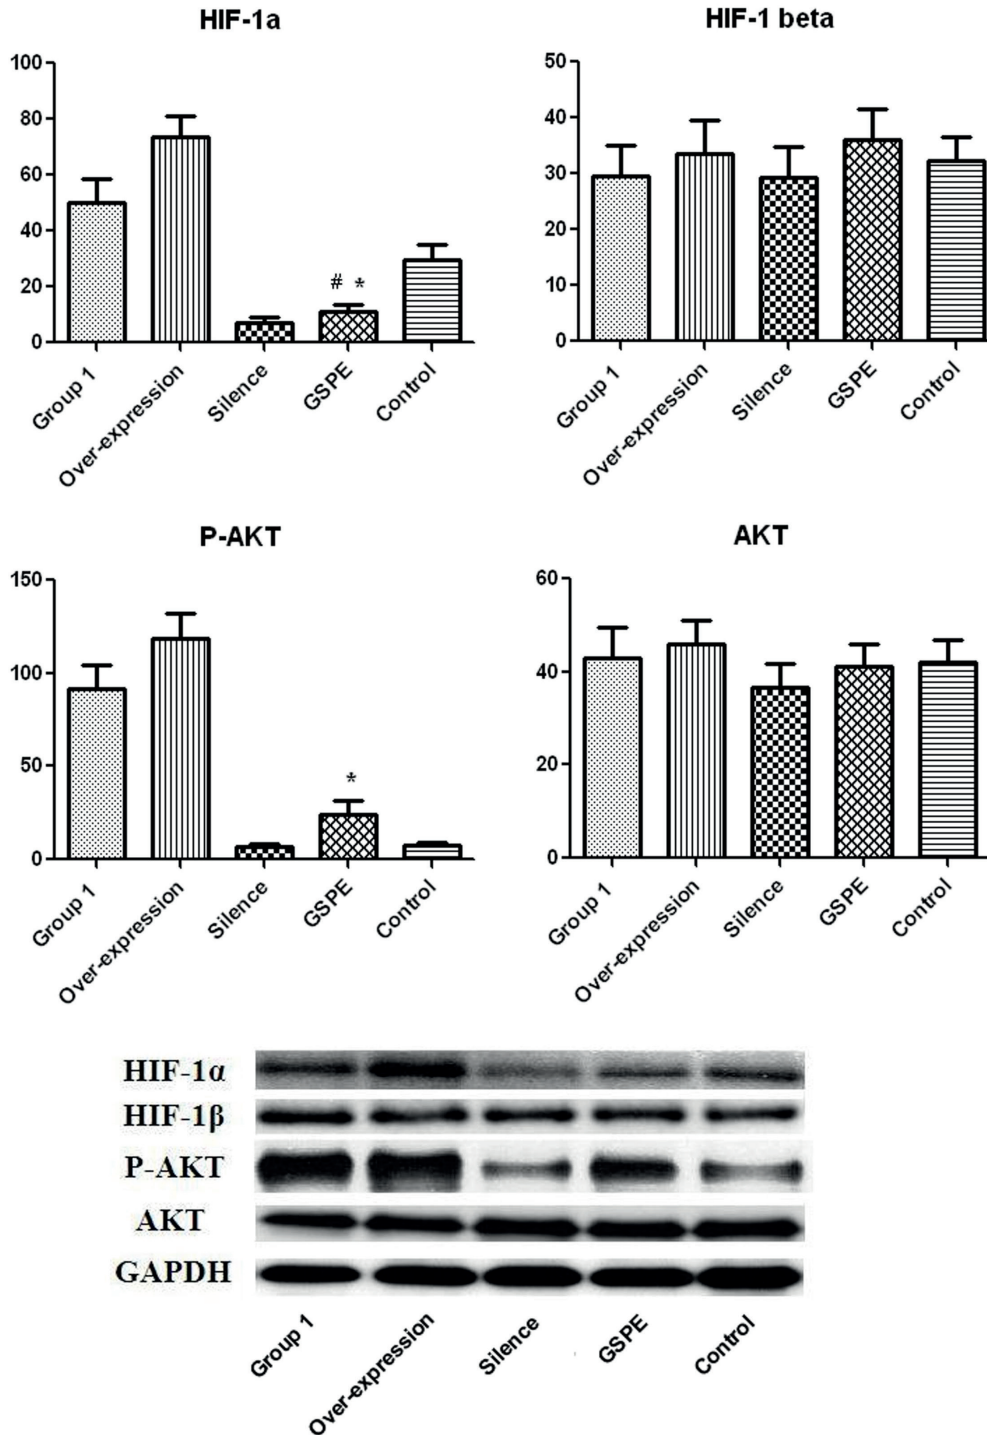 HIF-1a
100
80
60
40
20
0
# *
Group 1
Over-expression
Silence
GSPE
Control
HIF-1 beta
50
40
30
20
10
0
Group 1
Over-expression
Silence
GSPE
Control
P-AKT
150
100
50
0
*
Group 1
Over-expression
Silence
GSPE
Control
AKT
60
40
20
0
Group 1
Over-expression
Silence
GSPE
Control
HIF-1α
HIF-1β
P-AKT
AKT
GAPDH
Group 1
Over-expression
Silence
GSPE
Control